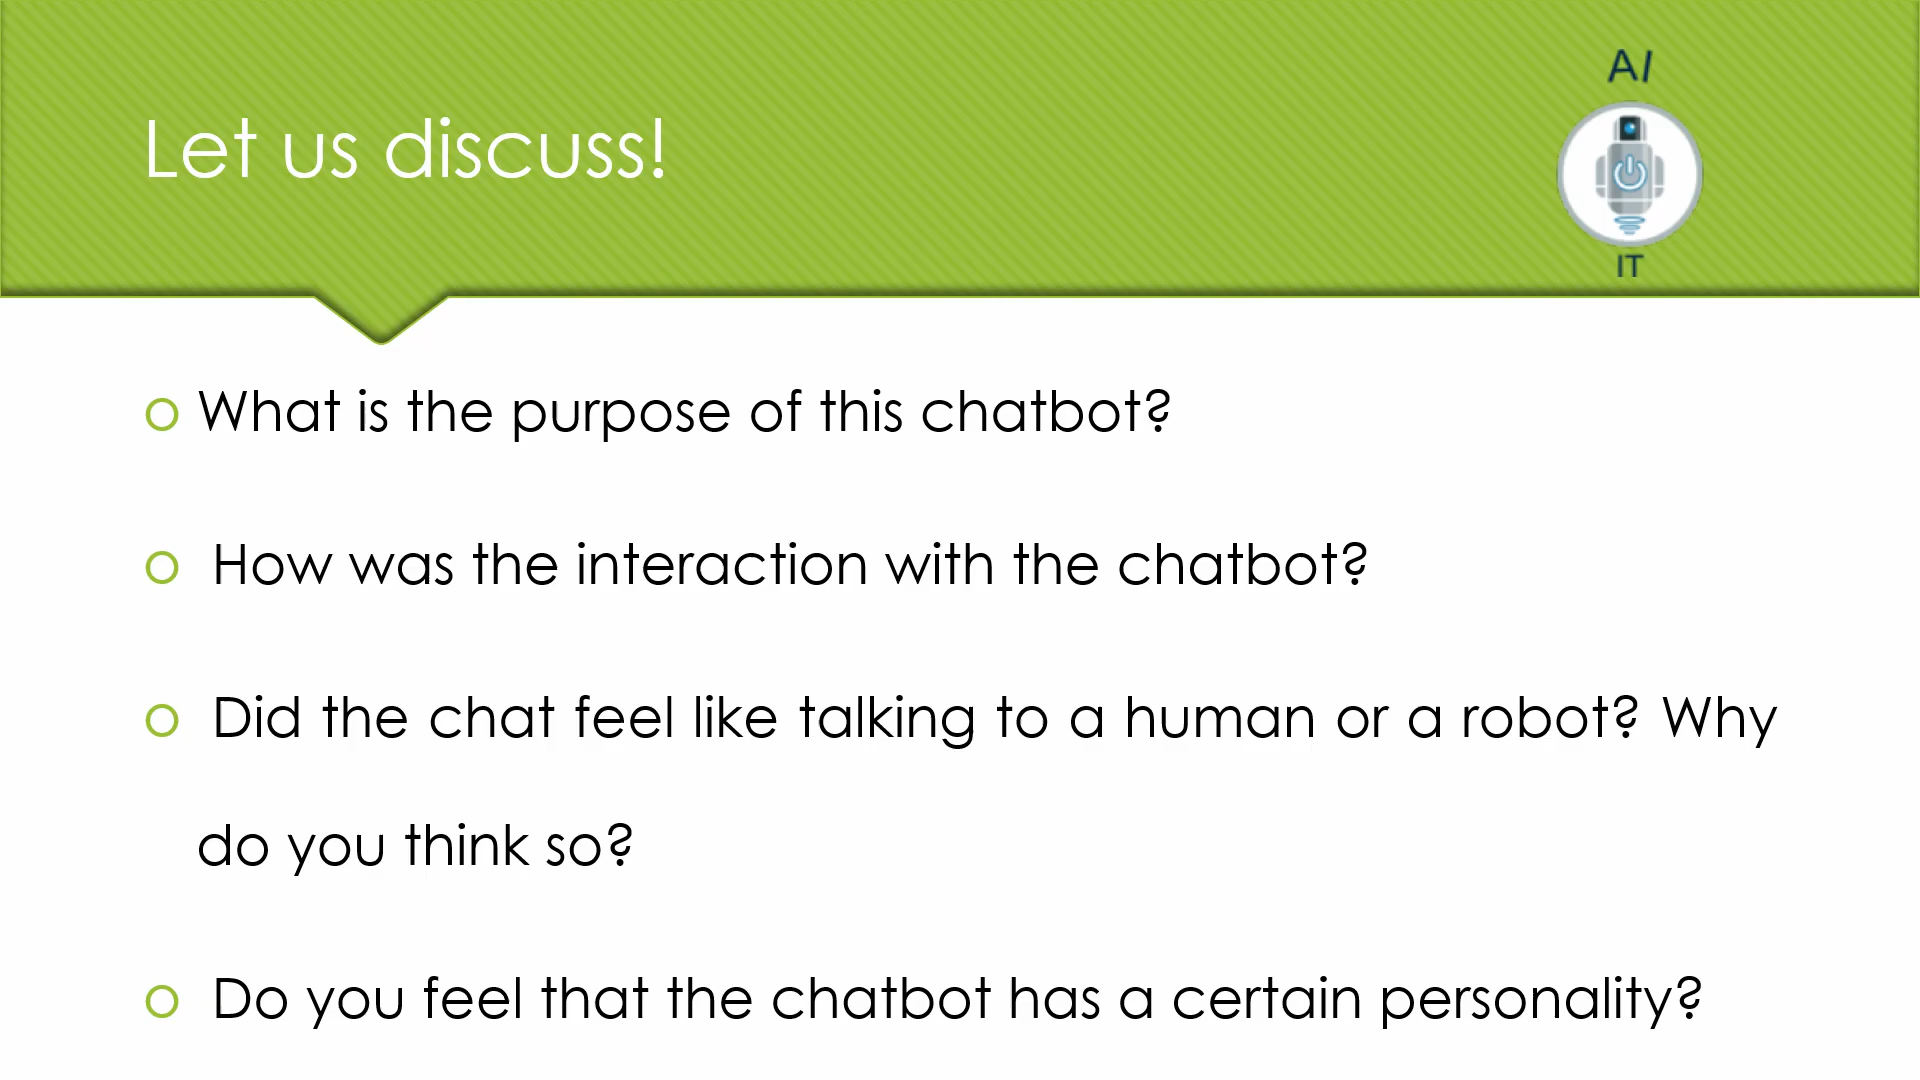 Let us discuss!
AI
IT
What is the purpose of this chatbot?
How was the interaction with the chatbot?
Did the chat feel like talking to a human or a robot? Why
do you think so?
Do you feel that the chatbot has a certain personality?